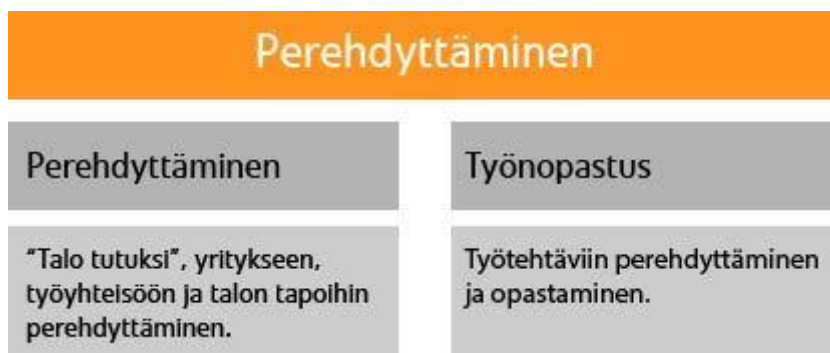 Perehdyttäminen
Perehdyttäminen
"Talo tutuksi", yritykseen,
työyhteisöön ja talon tapoihin
perehdyttäminen.
Työnopastus
Työtehtäviin perehdyttäminen
ja opastaminen.